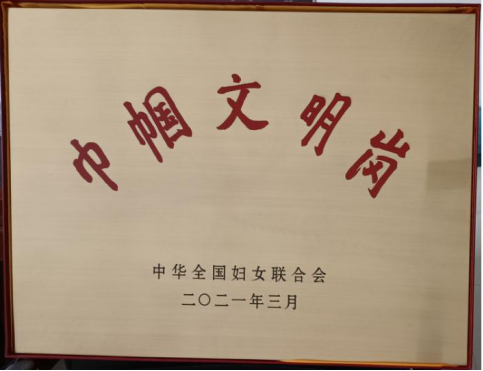 巾帼文明岗
中华全国妇女联合会
二〇二一年三月